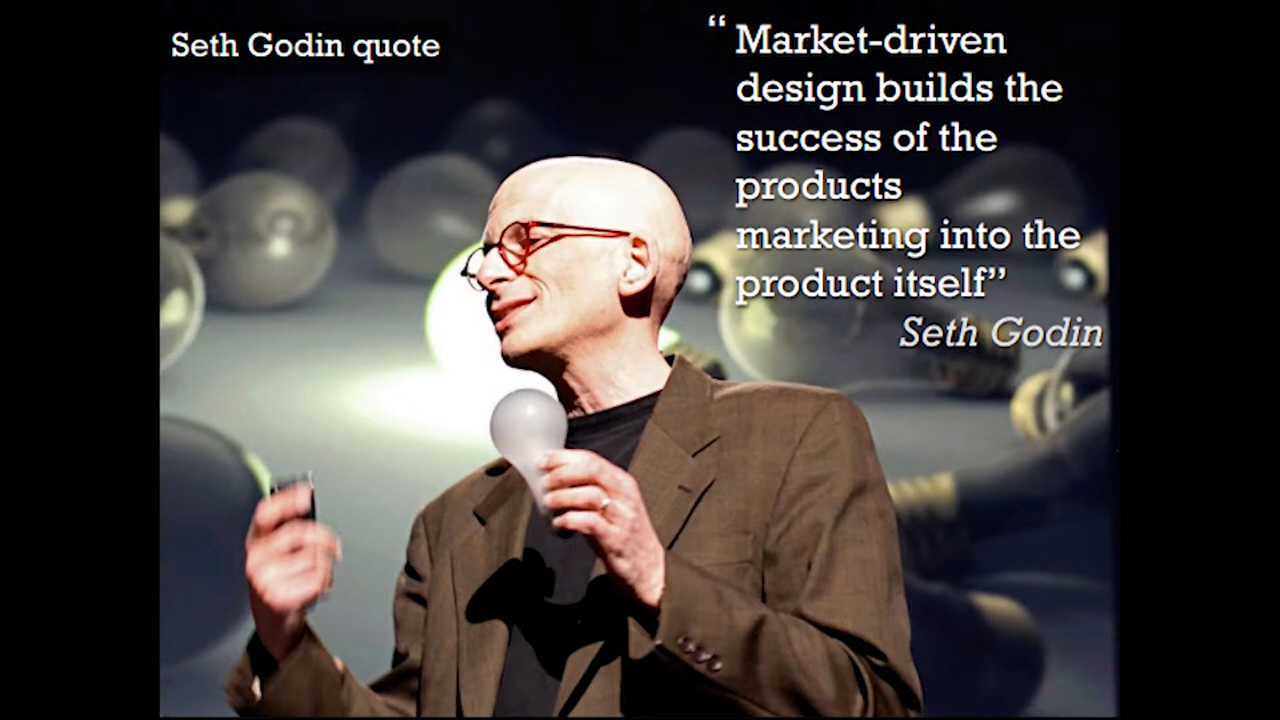 Seth Godin quote
“ Market-driven
design builds the
success of the
products
marketing into the
product itself”
Seth Godin